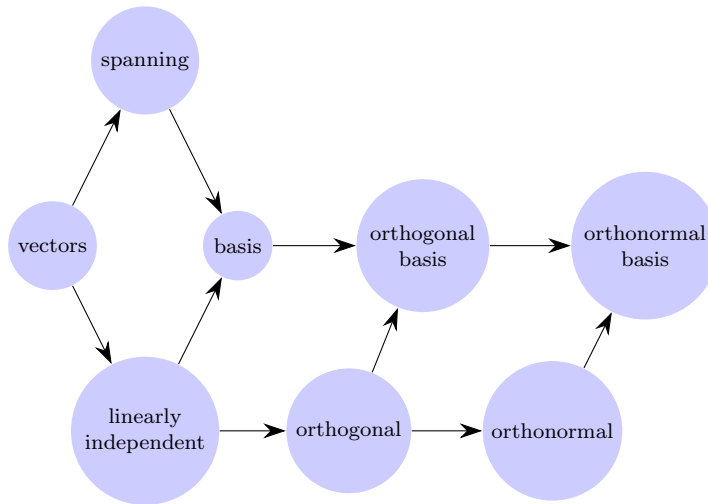 spanning
vectors
basis
orthogonal
basis
orthonormal
basis
linearly
independent
orthogonal
orthonormal